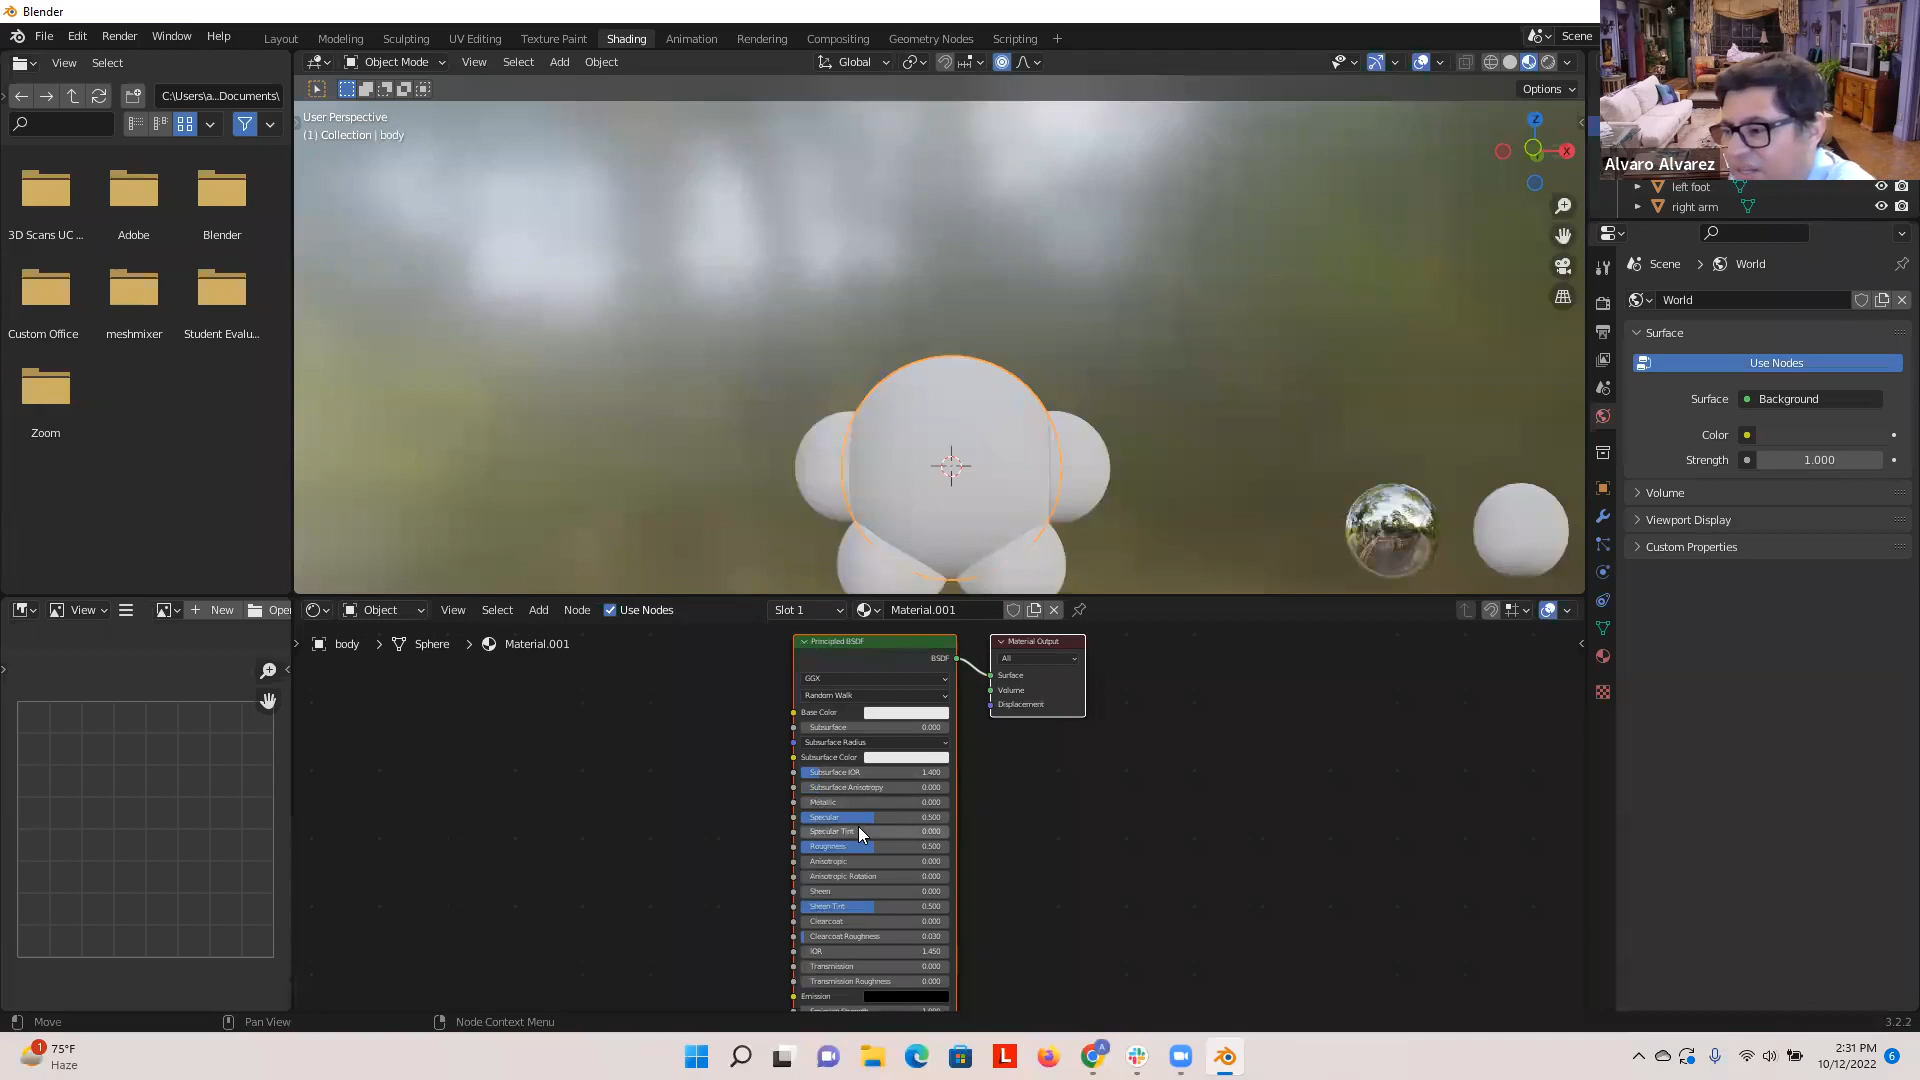 Blender
File Edit Render Window Help
Layout Modeling Sculpting UV Editing Texture Paint Shading Animation Rendering Compositing Geometry Nodes Scripting +
Scene
View Select
Object Mode View Select Add Object
Global
Options
C:\Users\a...Documents\
User Perspective
(1) Collection | body
Z
X
Alvaro Alvarez
left foot
right arm
3D Scans UC ...
Adobe
Blender
Custom Office
meshmixer
Student Evalu...
Zoom
Scene > World
World
Surface
Use Nodes
Surface Background
Color
Strength 1.000
Volume
Viewport Display
Custom Properties
View + New Open
Object View Select Add Node Use Nodes Slot 1 Material.001
body > Sphere > Material.001
Principled BSDF
BSDF
GGX
Random Walk
Base Color
Subsurface 0.000
Subsurface Radius
Subsurface Color
Subsurface IOR 1.400
Subsurface Anisotropy 0.000
Metallic 0.000
Specular 0.500
Specular Tint 0.000
Roughness 0.500
Anisotropic 0.000
Anisotropic Rotation 0.000
Sheen 0.000
Sheen Tint 0.500
Clearcoat 0.000
Clearcoat Roughness 0.030
IOR 1.450
Transmission 0.000
Transmission Roughness 0.000
Emission
Material Output
All
Surface
Volume
Displacement
Move Pan View Node Context Menu 3.2.2
1
75°F
Haze
L
A
2:31 PM
10/12/2022
6